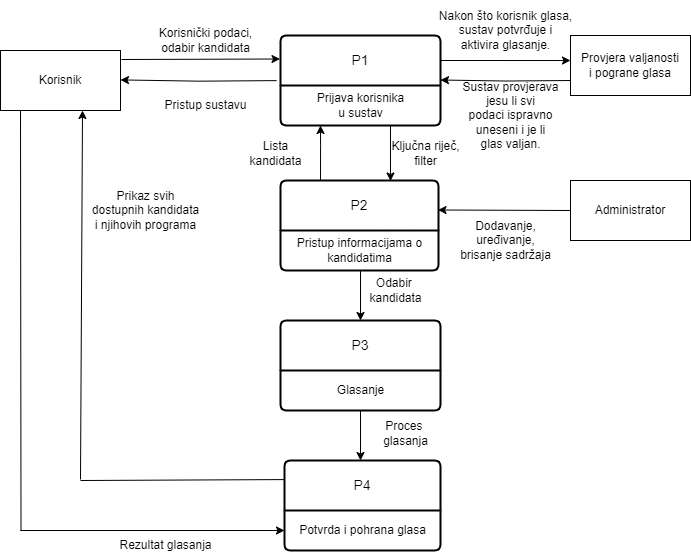 Korisnički podaci,
odabir kandidata
Nakon što korisnik glasa,
sustav potvrđuje i
aktivira glasanje.
Korisnik
P1
Prijava korisnika
u sustav
Provjera valjanosti
i pograne glasa
Pristup sustavu
Sustav provjerava
jesu li svi
podaci ispravno
uneseni i je li
glas valjan.
Lista
kandidata
Ključna riječ,
filter
Prikaz svih
dostupnih kandidata
i njihovih programa
P2
Pristup informacijama o
kandidatima
Administrator
Dodavanje,
uređivanje,
brisanje sadržaja
Odabir
kandidata
P3
Glasanje
Proces
glasanja
P4
Potvrda i pohrana glasa
Rezultat glasanja